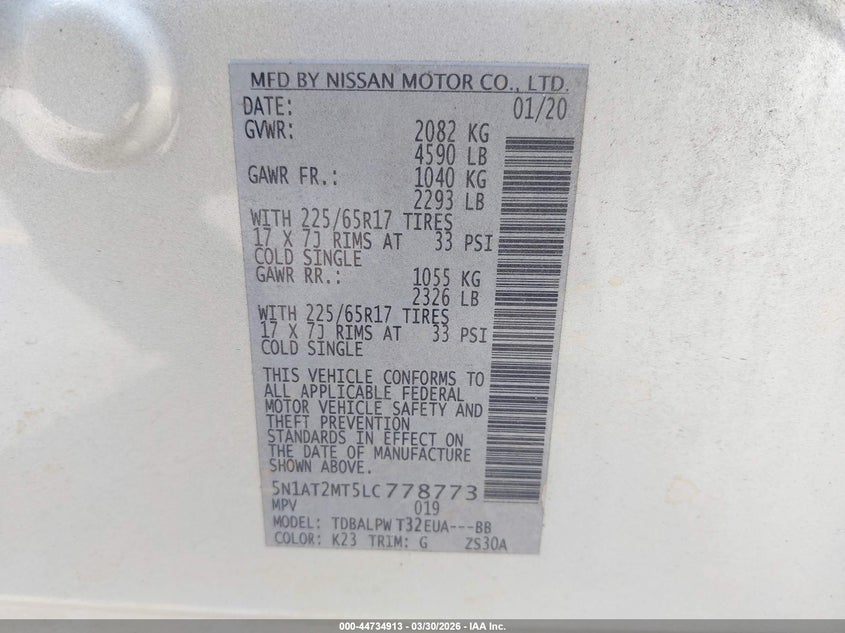 MFD BY NISSAN MOTOR CO., LTD.
DATE: 01/20
GVWR: 2082 KG
4590 LB
GAWR FR.: 1040 KG
2293 LB
WITH 225/65R17 TIRES
17 X 7J RIMS AT 33 PSI
COLD SINGLE
GAWR RR.: 1055 KG
2326 LB
WITH 225/65R17 TIRES
17 X 7J RIMS AT 33 PSI
COLD SINGLE
THIS VEHICLE CONFORMS TO
ALL APPLICABLE FEDERAL
MOTOR VEHICLE SAFETY AND
THEFT PREVENTION
STANDARDS IN EFFECT ON
THE DATE OF MANUFACTURE
SHOWN ABOVE.
5N1AT2MT5LC778773
MPV 019
MODEL: TDBALPW T32EUA---BB
COLOR: K23 TRIM: G ZS30A
000-44734913 - 03/30/2026 - IAA Inc.